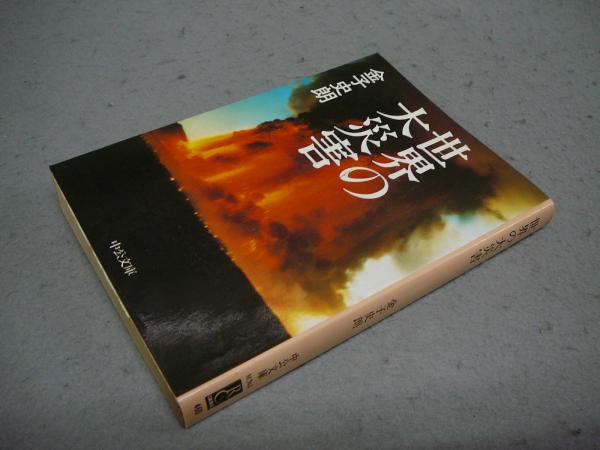 世界の
大災害
金子史朗
中公文庫
世界の大災害
金子史朗
中公文庫